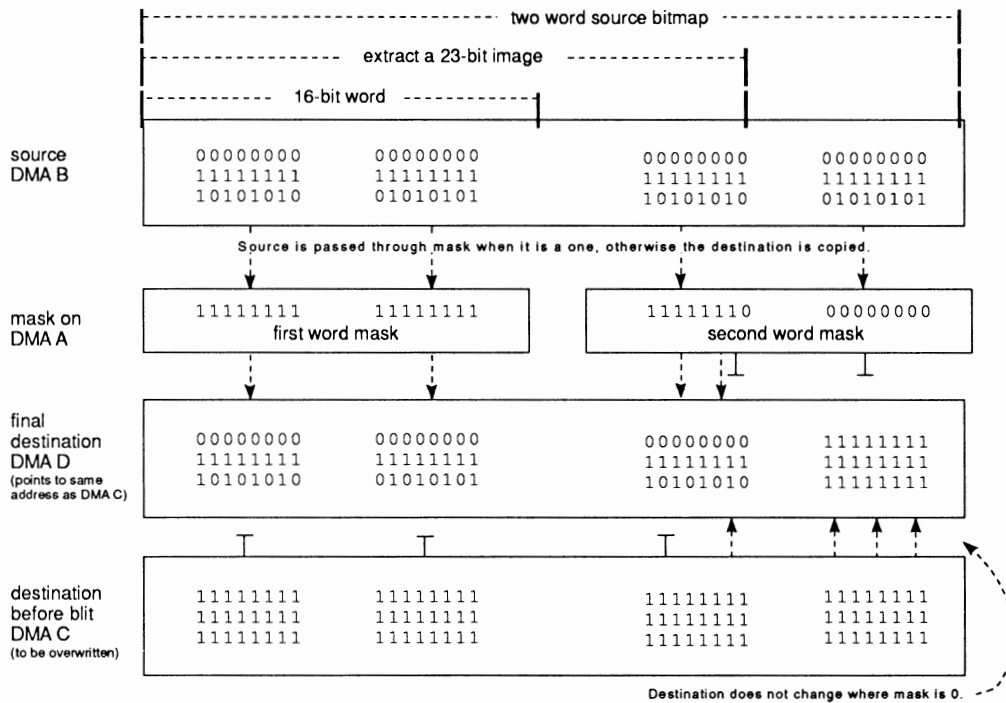 two word source bitmap
extract a 23-bit image
16-bit word
source
DMA B
00000000 00000000 00000000 00000000
11111111 11111111 11111111 11111111
10101010 01010101 10101010 01010101
Source is passed through mask when it is a one, otherwise the destination is copied.
mask on
DMA A
11111111 11111111 11111110 00000000
first word mask second word mask
final
destination
DMA D
(points to same
address as DMA C)
00000000 00000000 00000000 11111111
11111111 11111111 11111111 11111111
10101010 01010101 10101010 11111111
destination
before blit
DMA C
(to be overwritten)
11111111 11111111 11111111 11111111
11111111 11111111 11111111 11111111
11111111 11111111 11111111 11111111
Destination does not change where mask is 0.